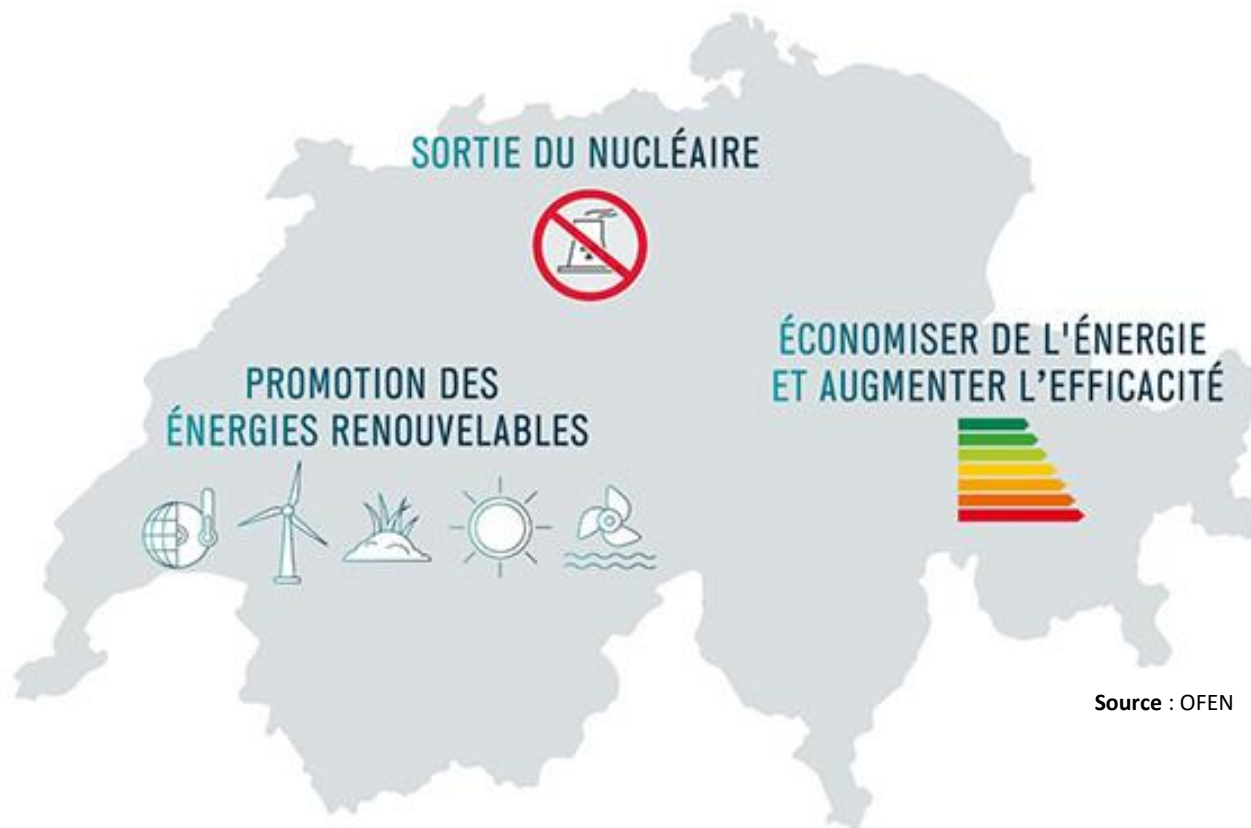 SORTIE DU NUCLÉAIRE
PROMOTION DES
ÉNERGIES RENOUVELABLES
ÉCONOMISER DE L'ÉNERGIE
ET AUGMENTER L’EFFICACITÉ
Source : OFEN